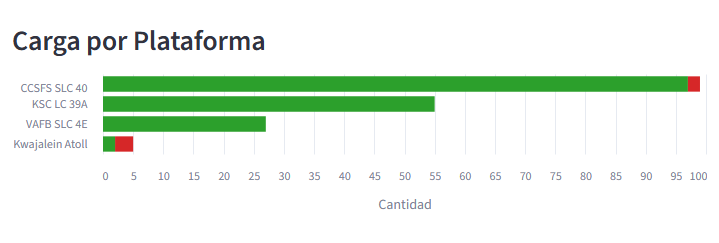 Carga por Plataforma
CCSFS SLC 40
KSC LC 39A
VAFB SLC 4E
Kwajalein Atoll
0 5 10 15 20 25 30 35 40 45 50 55 60 65 70 75 80 85 90 95 100
Cantidad